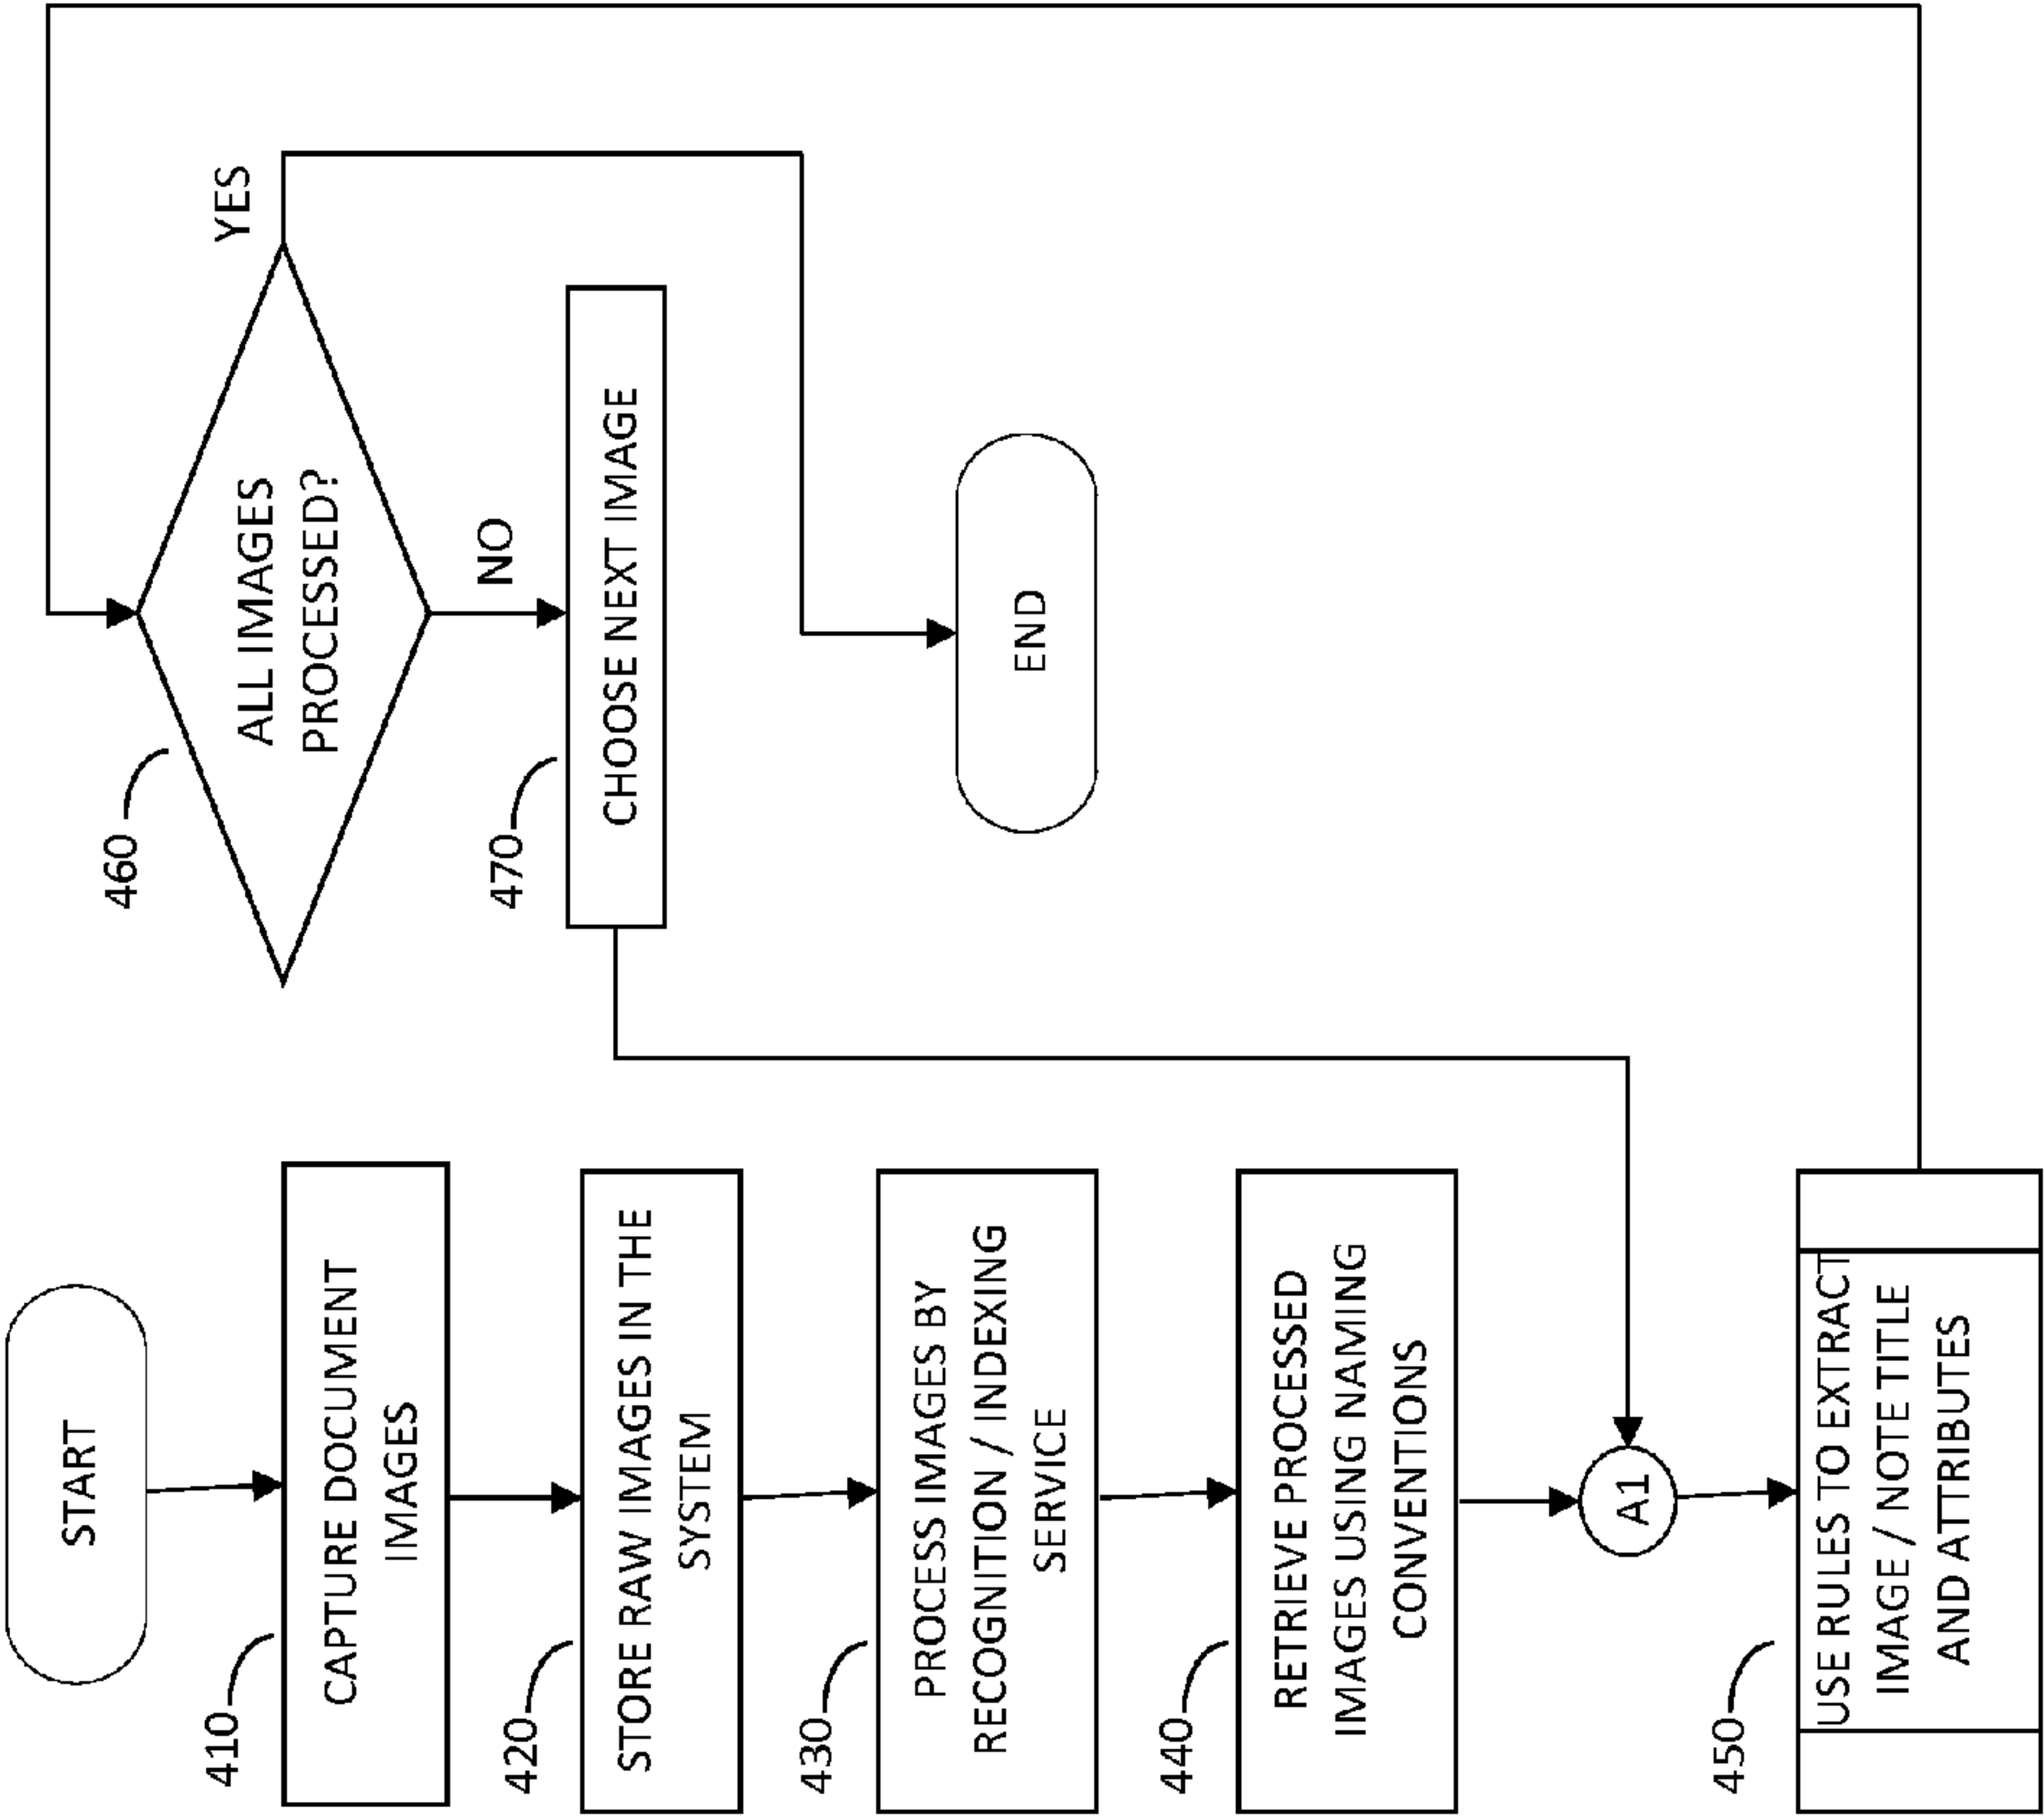 START
410
CAPTURE DOCUMENT
IMAGES
420
STORE RAW IMAGES IN THE
SYSTEM
430
PROCESS IMAGES BY
RECOGNITION / INDEXING
SERVICE
440
RETRIEVE PROCESSED
IMAGES USING NAMING
CONVENTIONS
A1
450
USE RULES TO EXTRACT
IMAGE / NOTE TITLE
AND ATTRIBUTES
460
ALL IMAGES
PROCESSED?
YES
NO
470
CHOOSE NEXT IMAGE
END